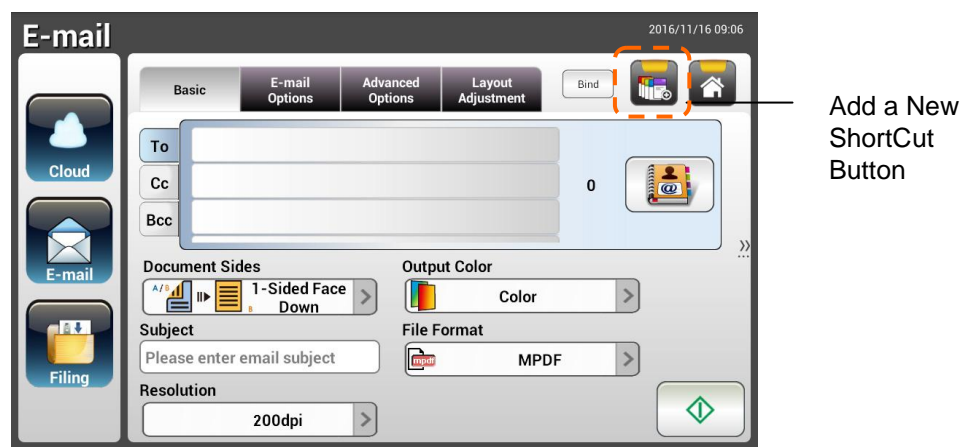 E-mail
2016/11/16 09:06
Basic
E-mail
Options
Advanced
Options
Layout
Adjustment
Bind
Add a New
ShortCut
Button
Cloud
E-mail
Filing
To
Cc
Bcc
0
@
»
...
Document Sides
A/B
B
1-Sided Face
Down
>
Output Color
Color
>
Subject
Please enter email subject
File Format
mpdf
MPDF
>
Resolution
200dpi
>